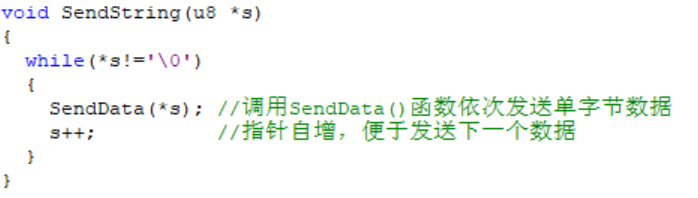 void SendString(u8 *s)
{
  while(*s!='\0')
  {
    SendData(*s); //调用SendData()函数依次发送单字节数据
    s++;          //指针自增，便于发送下一个数据
  }
}